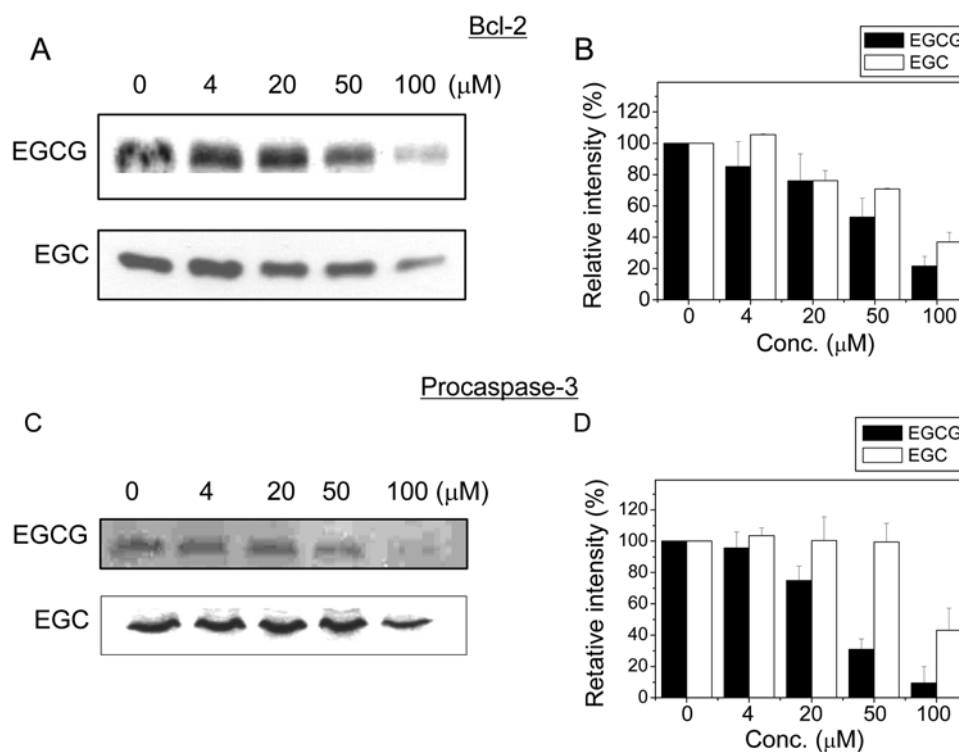 Bcl-2
A
0 4 20 50 100 (μM)
EGCG
EGC
B
EGCG
EGC
Relative intensity (%)
120
100
80
60
40
20
0
0 4 20 50 100
Conc. (μM)
Procaspase-3
C
0 4 20 50 100 (μM)
EGCG
EGC
D
EGCG
EGC
Retative intensity (%)
120
100
80
60
40
20
0
0 4 20 50 100
Conc. (μM)